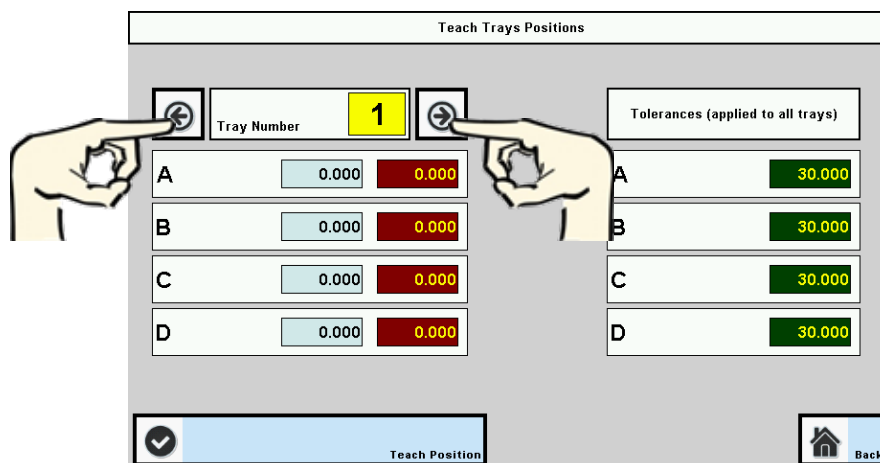 Teach Trays Positions
Tray Number 1
Tolerances (applied to all trays)
A 0.000 0.000
A 30.000
B 0.000 0.000
B 30.000
C 0.000 0.000
C 30.000
D 0.000 0.000
D 30.000
Teach Position
Back